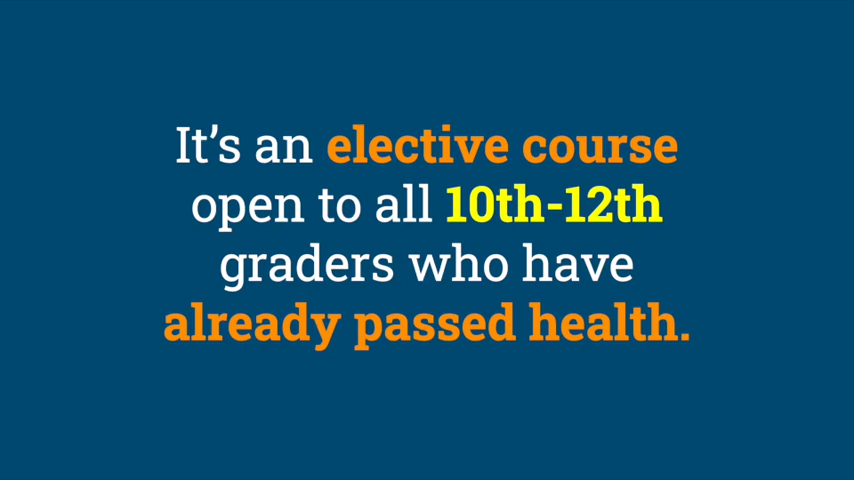 It’s an elective course
open to all 10th-12th
graders who have
already passed health.